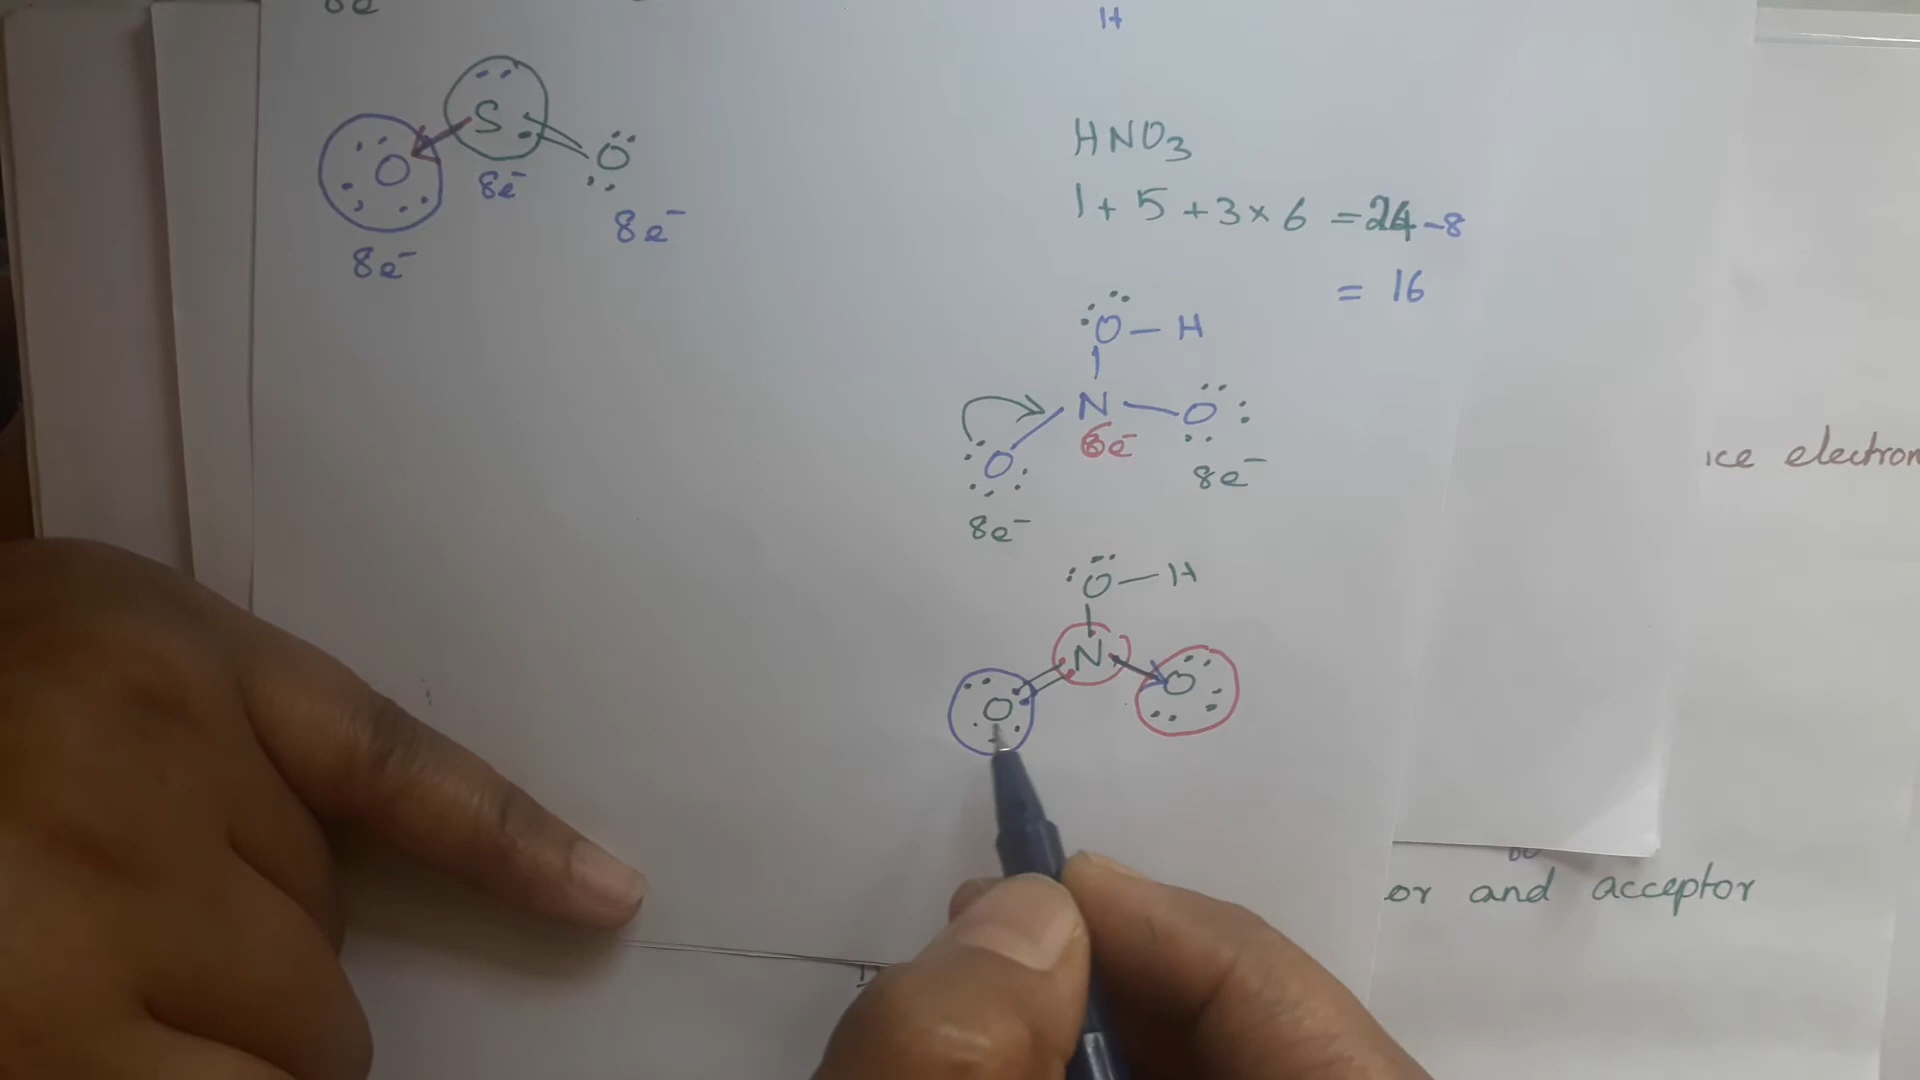 8e
H
S
O
O
8e⁻
8e⁻
8e⁻
HNO₃
1 + 5 + 3 × 6 = 24 – 8
= 16
O – H
N – O
8e⁻
O
8e⁻
8e⁻
O – H
N
O
O
ice electron
or and acceptor